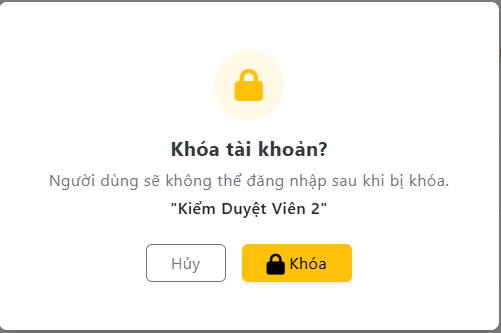 Khóa tài khoản?
Người dùng sẽ không thể đăng nhập sau khi bị khóa.
"Kiểm Duyệt Viên 2"
Hủy
Khóa